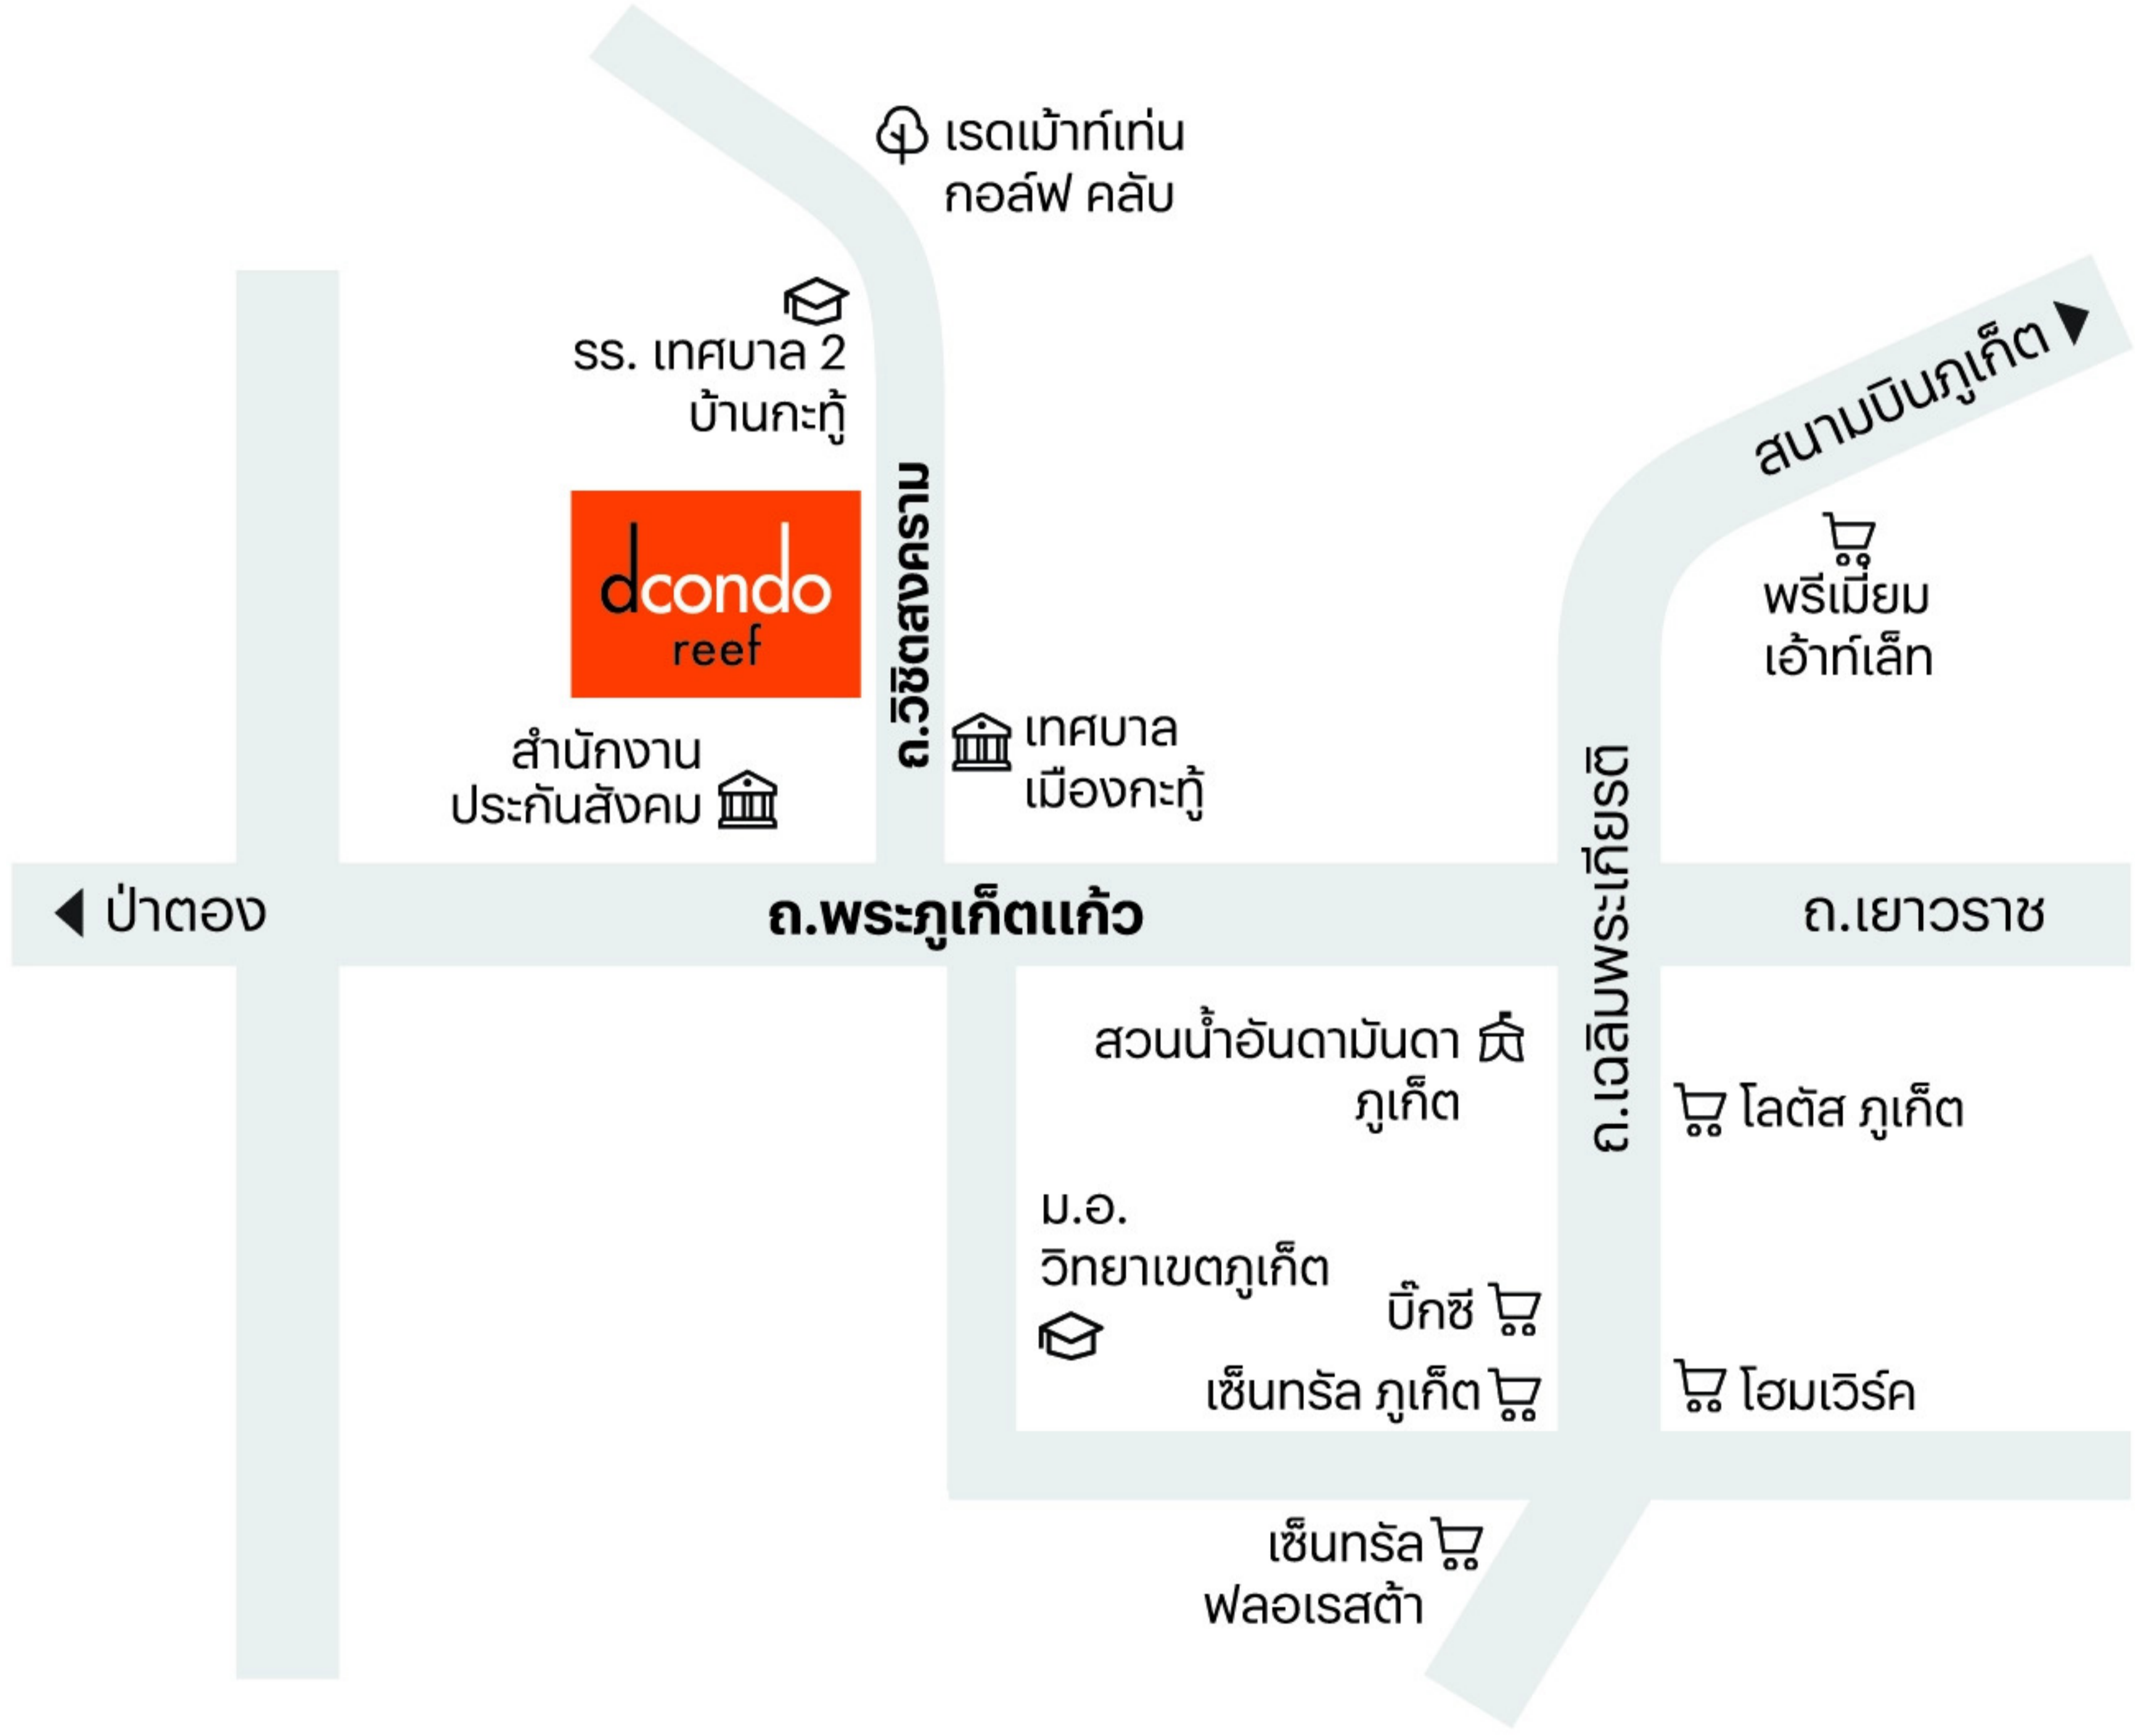 เรดเม้าท์เท่น
กอล์ฟ คลับ
รร. เทศบาล 2
บ้านกะทู้
สนามบินภูเก็ต
dcondo
reef
ถ.วิชิตสงคราม
พรีเมี่ยม
เอ้าท์เล็ท
สำนักงาน
ประกันสังคม
เทศบาล
เมืองกะทู้
ป่าตอง
ถ.พระภูเก็ตแก้ว
ถ.เฉลิมพระเกียรติ
ถ.เยาวราช
สวนน้ำอันดามันดา
ภูเก็ต
โลตัส ภูเก็ต
ม.อ.
วิทยาเขตภูเก็ต
บิ๊กซี
เซ็นทรัล ภูเก็ต
โฮมเวิร์ค
เซ็นทรัล
ฟลอเรสต้า